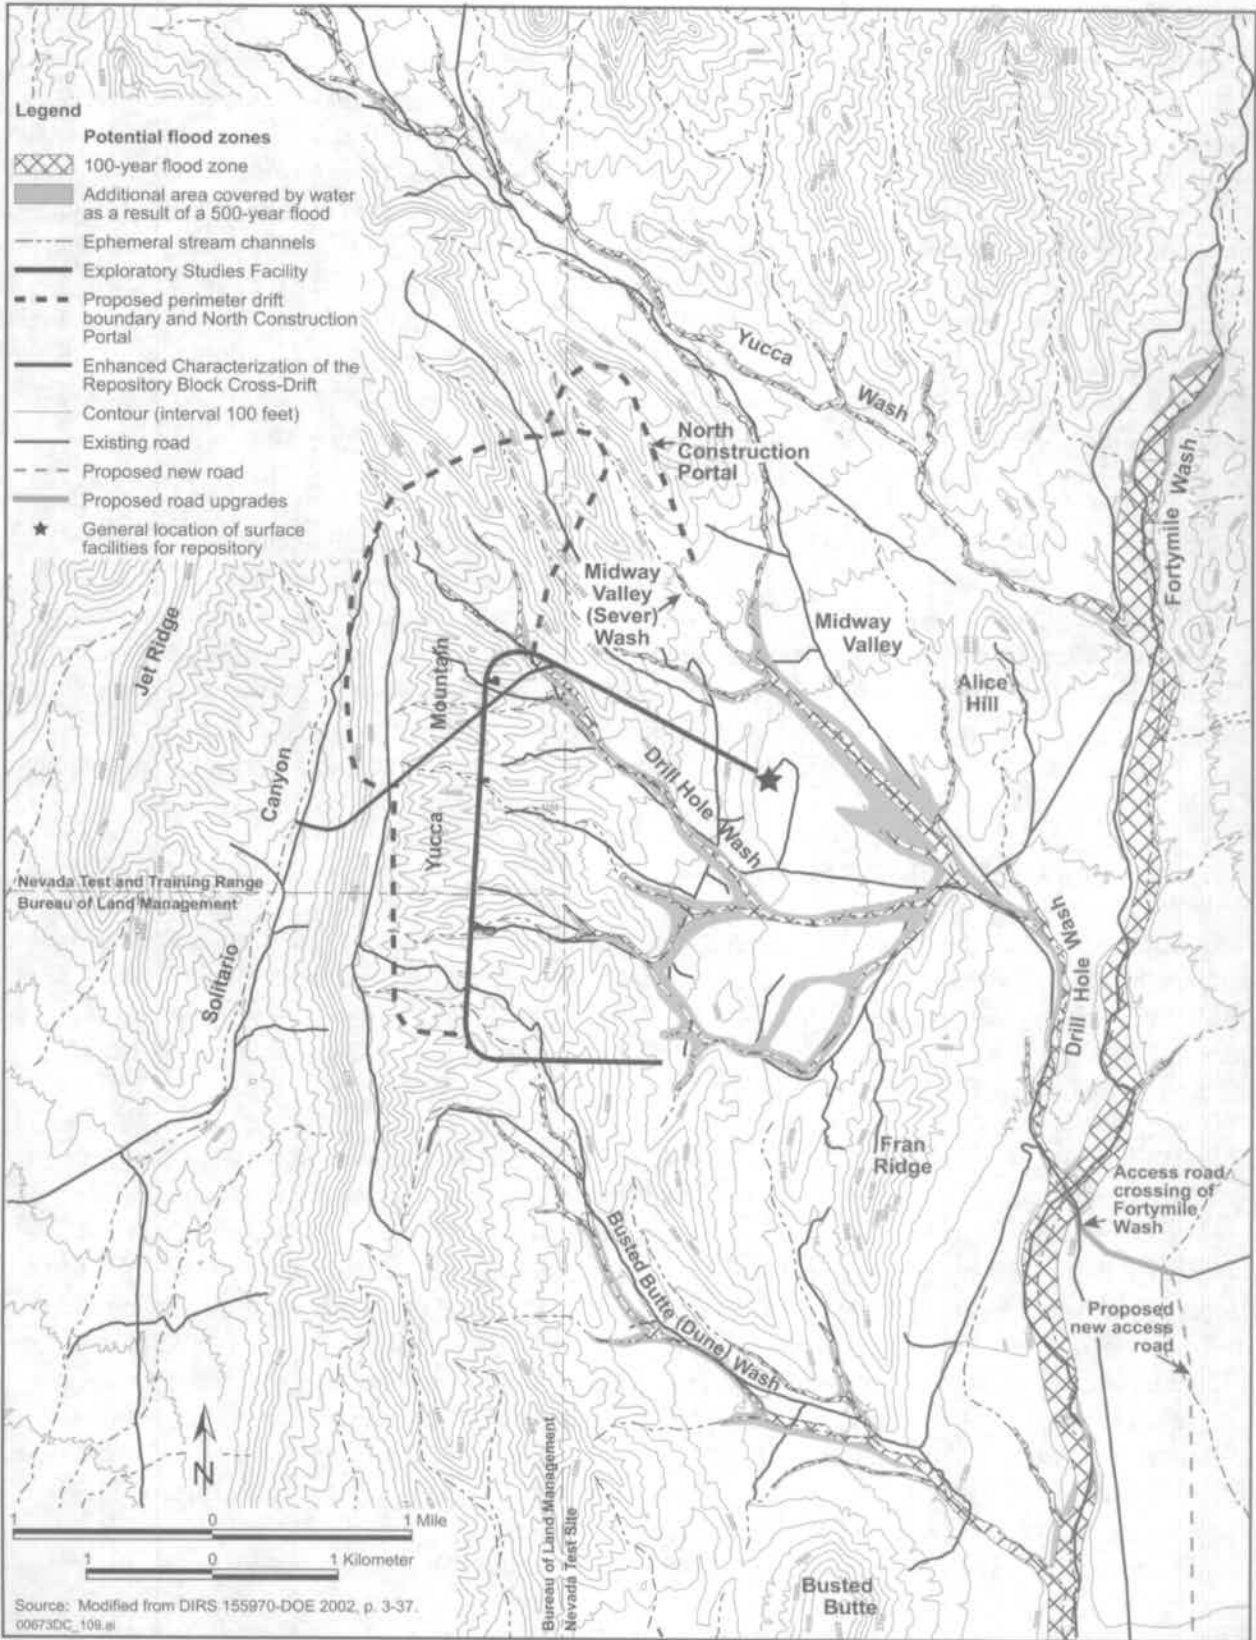 Legend
Potential flood zones
100-year flood zone
Additional area covered by water
as a result of a 500-year flood
Ephemeral stream channels
Exploratory Studies Facility
Proposed perimeter drift
boundary and North Construction
Portal
Enhanced Characterization of the
Repository Block Cross-Drift
Contour (interval 100 feet)
Existing road
Proposed new road
Proposed road upgrades
General location of surface
facilities for repository
Yucca
Wash
North
Construction
Portal
Fortymile Wash
Midway
Valley
(Sever)
Wash
Midway
Valley
Jet Ridge
Alice
Hill
Yucca Mountain
Solitario Canyon
Drill Hole Wash
Nevada Test and Training Range
Bureau of Land Management
Drill Hole Wash
Fran
Ridge
Access road
crossing of
Fortymile
Wash
Busted Butte (Dune) Wash
Proposed
new access
road
N
Bureau of Land Management
Nevada Test Site
Busted
Butte
1 0 1 Mile
1 0 1 Kilometer
Source: Modified from DIRS 155970-DOE 2002, p. 3-37.
00673DC_109.ai